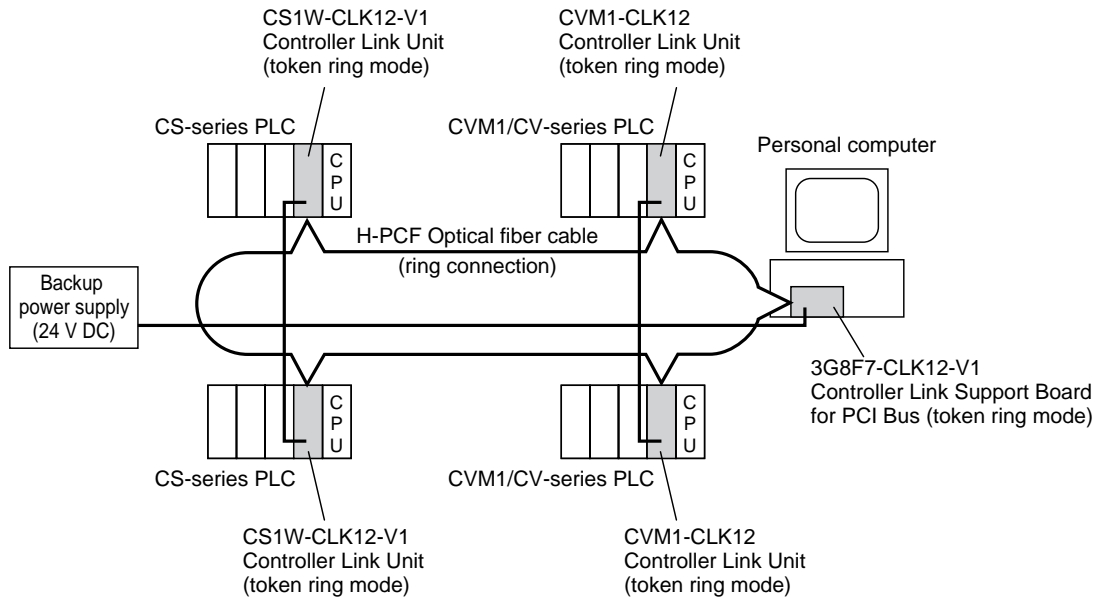 CS1W-CLK12-V1
Controller Link Unit
(token ring mode)
CVM1-CLK12
Controller Link Unit
(token ring mode)
CS-series PLC
CVM1/CV-series PLC
Personal computer
C
P
U
C
P
U
H-PCF Optical fiber cable
(ring connection)
Backup
power supply
(24 V DC)
3G8F7-CLK12-V1
Controller Link Support Board
for PCI Bus (token ring mode)
C
P
U
C
P
U
CS-series PLC
CVM1/CV-series PLC
CS1W-CLK12-V1
Controller Link Unit
(token ring mode)
CVM1-CLK12
Controller Link Unit
(token ring mode)